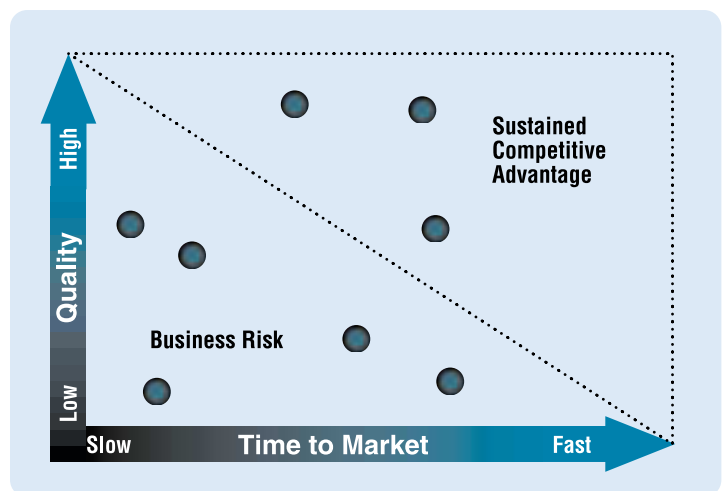 High
Quality
Low
Sustained
Competitive
Advantage
Business Risk
Slow
Time to Market
Fast